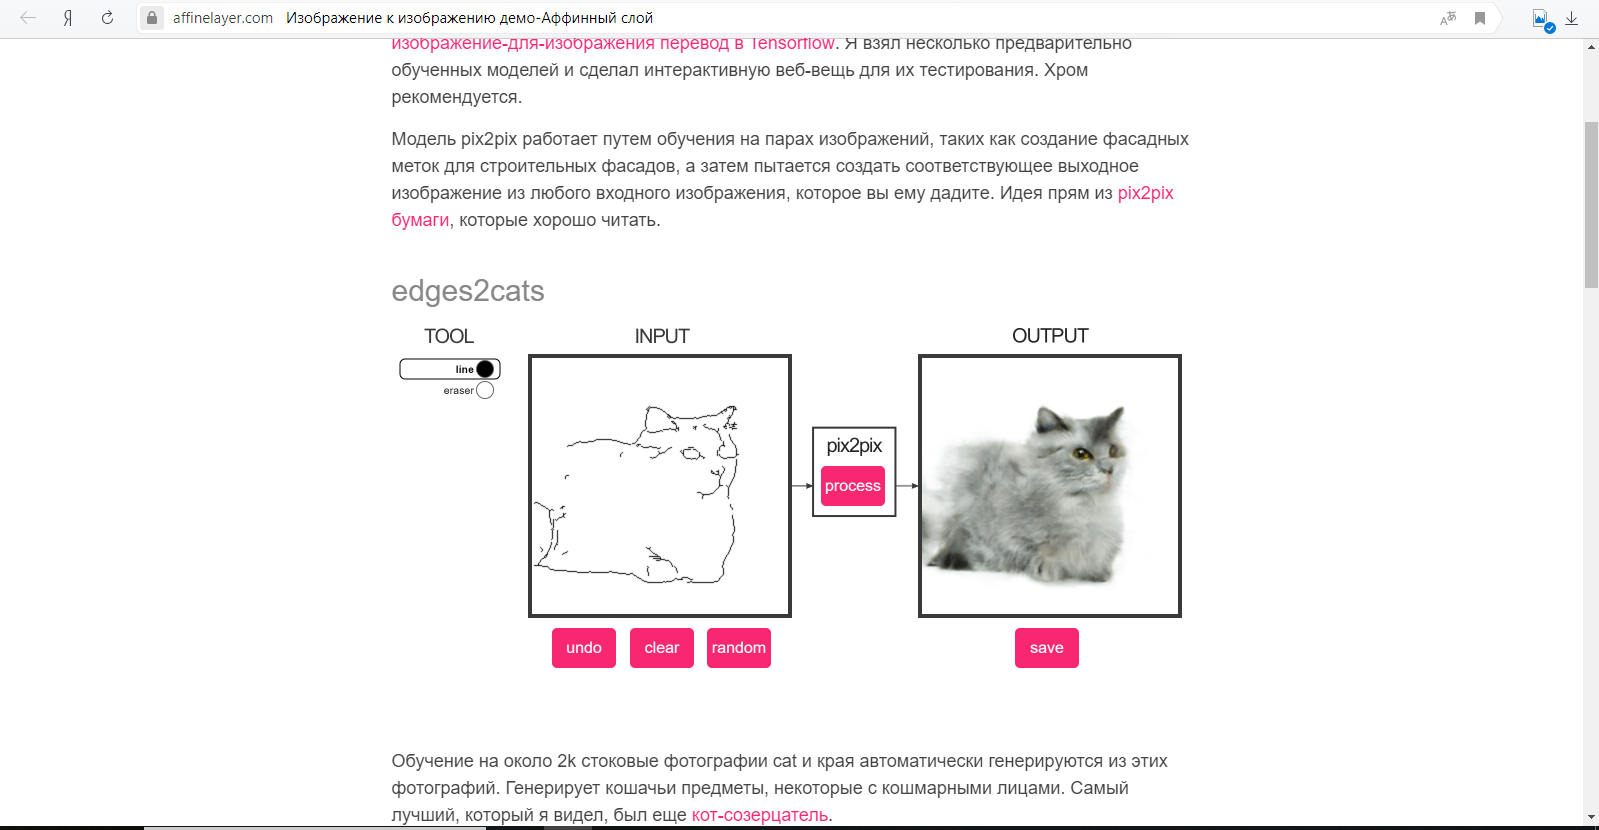 affinelayer.com Изображение к изображению демо-Аффинный слой
изображение-для-изображения перевод в Tensorflow. Я взял несколько предварительно
обученных моделей и сделал интерактивную веб-вещь для их тестирования. Хром
рекомендуется.
Модель pix2pix работает путем обучения на парах изображений, таких как создание фасадных
меток для строительных фасадов, а затем пытается создать соответствующее выходное
изображение из любого входного изображения, которое вы ему дадите. Идея прям из pix2pix
бумаги, которые хорошо читать.
edges2cats
TOOL
line
eraser
INPUT
pix2pix
process
OUTPUT
undo
clear
random
save
Обучение на около 2k стоковые фотографии cat и края автоматически генерируются из этих
фотографий. Генерирует кошачьи предметы, некоторые с кошмарными лицами. Самый
лучший, который я видел, был еще кот-созерцатель.